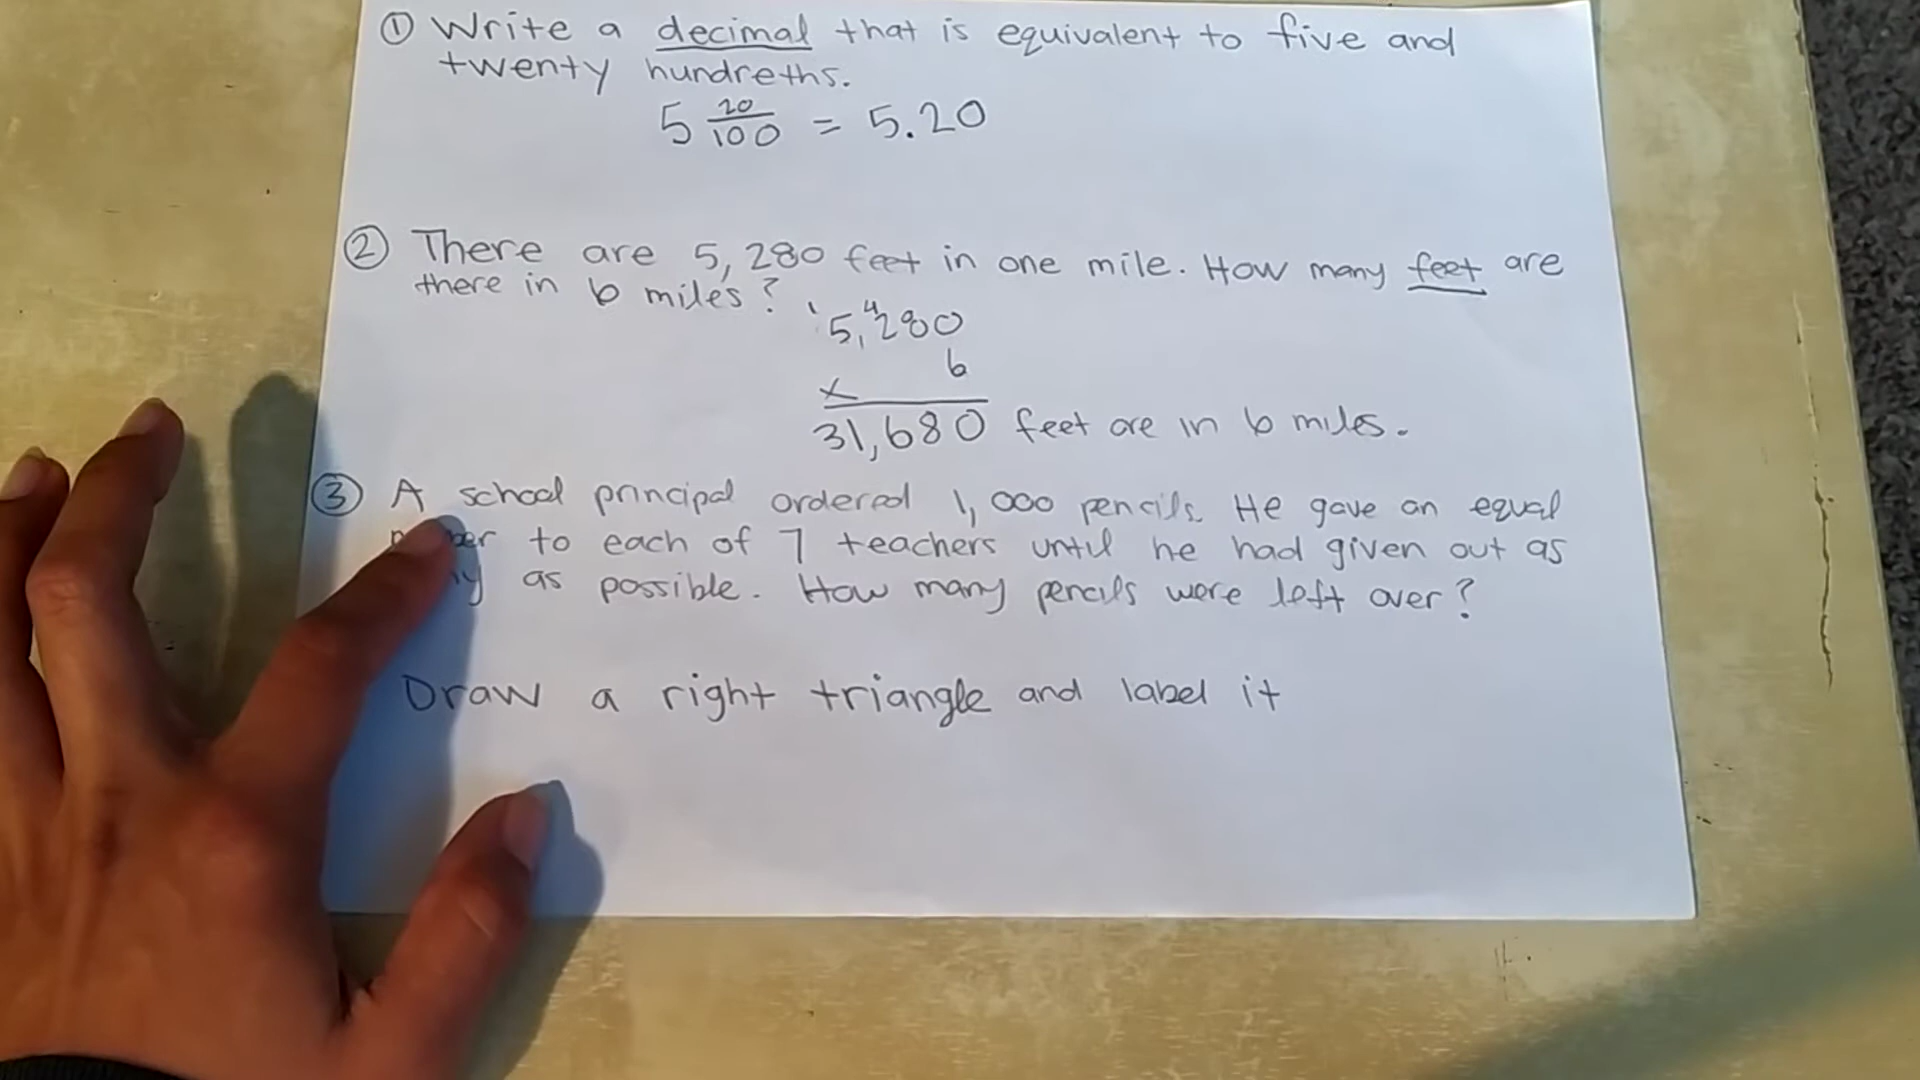 ① Write a decimal that is equivalent to five and
twenty hundreths.
5 20/100 = 5.20
② There are 5,280 feet in one mile. How many feet are
there in 6 miles?
1 4
5,280
x 6
31,680 feet are in 6 miles.
③ A school principal ordered 1,000 pencils. He gave an equal
to each of 7 teachers until he had given out as
as possible. How many pencils were left over?
Draw a right triangle and label it